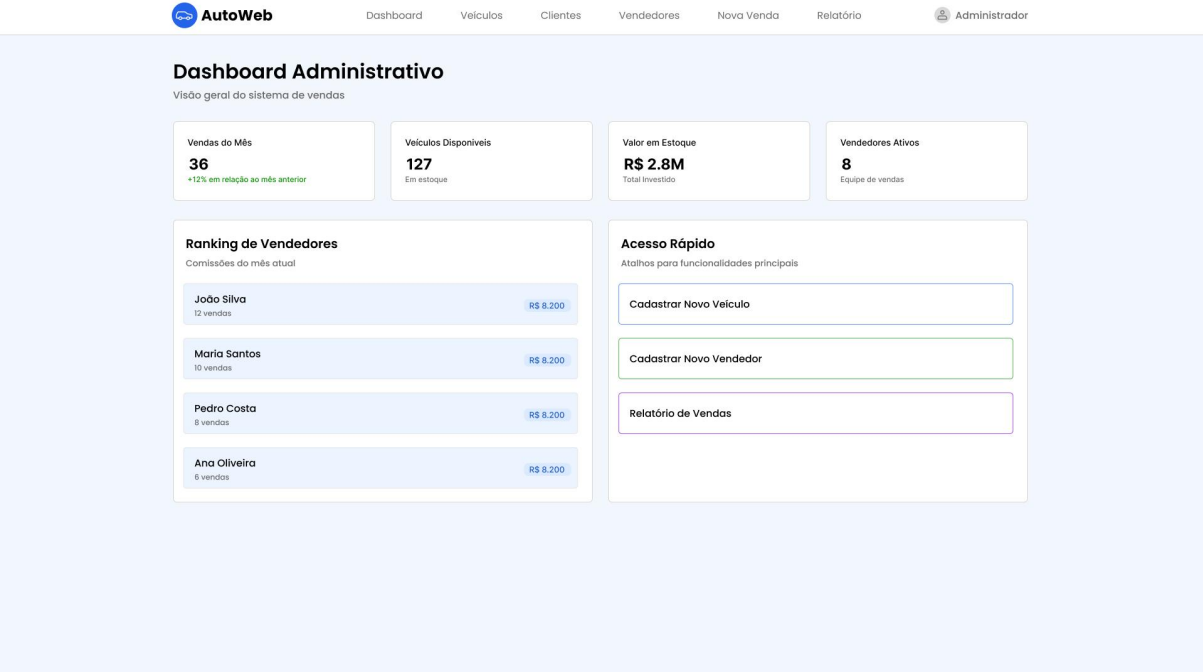 AutoWeb
Dashboard
Veículos
Clientes
Vendedores
Nova Venda
Relatório
Administrador
Dashboard Administrativo
Visão geral do sistema de vendas
Vendas do Mês
36
+12% em relação ao mês anterior
Veículos Disponiveis
127
Em estoque
Valor em Estoque
R$ 2.8M
Total Investido
Vendedores Ativos
8
Equipe de vendas
Ranking de Vendedores
Comissões do mês atual
João Silva
12 vendas
R$ 8.200
Maria Santos
10 vendas
R$ 8.200
Pedro Costa
8 vendas
R$ 8.200
Ana Oliveira
6 vendas
R$ 8.200
Acesso Rápido
Atalhos para funcionalidades principais
Cadastrar Novo Veículo
Cadastrar Novo Vendedor
Relatório de Vendas